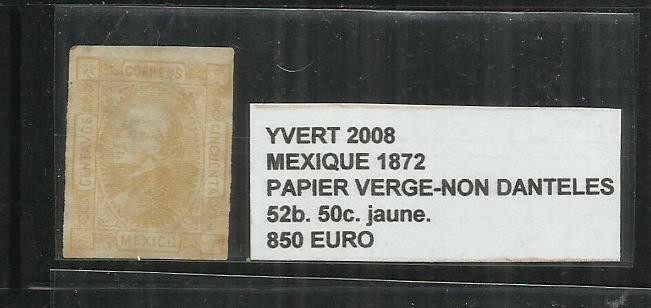 CORREOS
CENTAVOS
CINCUENTA
MEXICO
YVERT 2008
MEXIQUE 1872
PAPIER VERGE-NON DANTELES
52b. 50c. jaune.
850 EURO